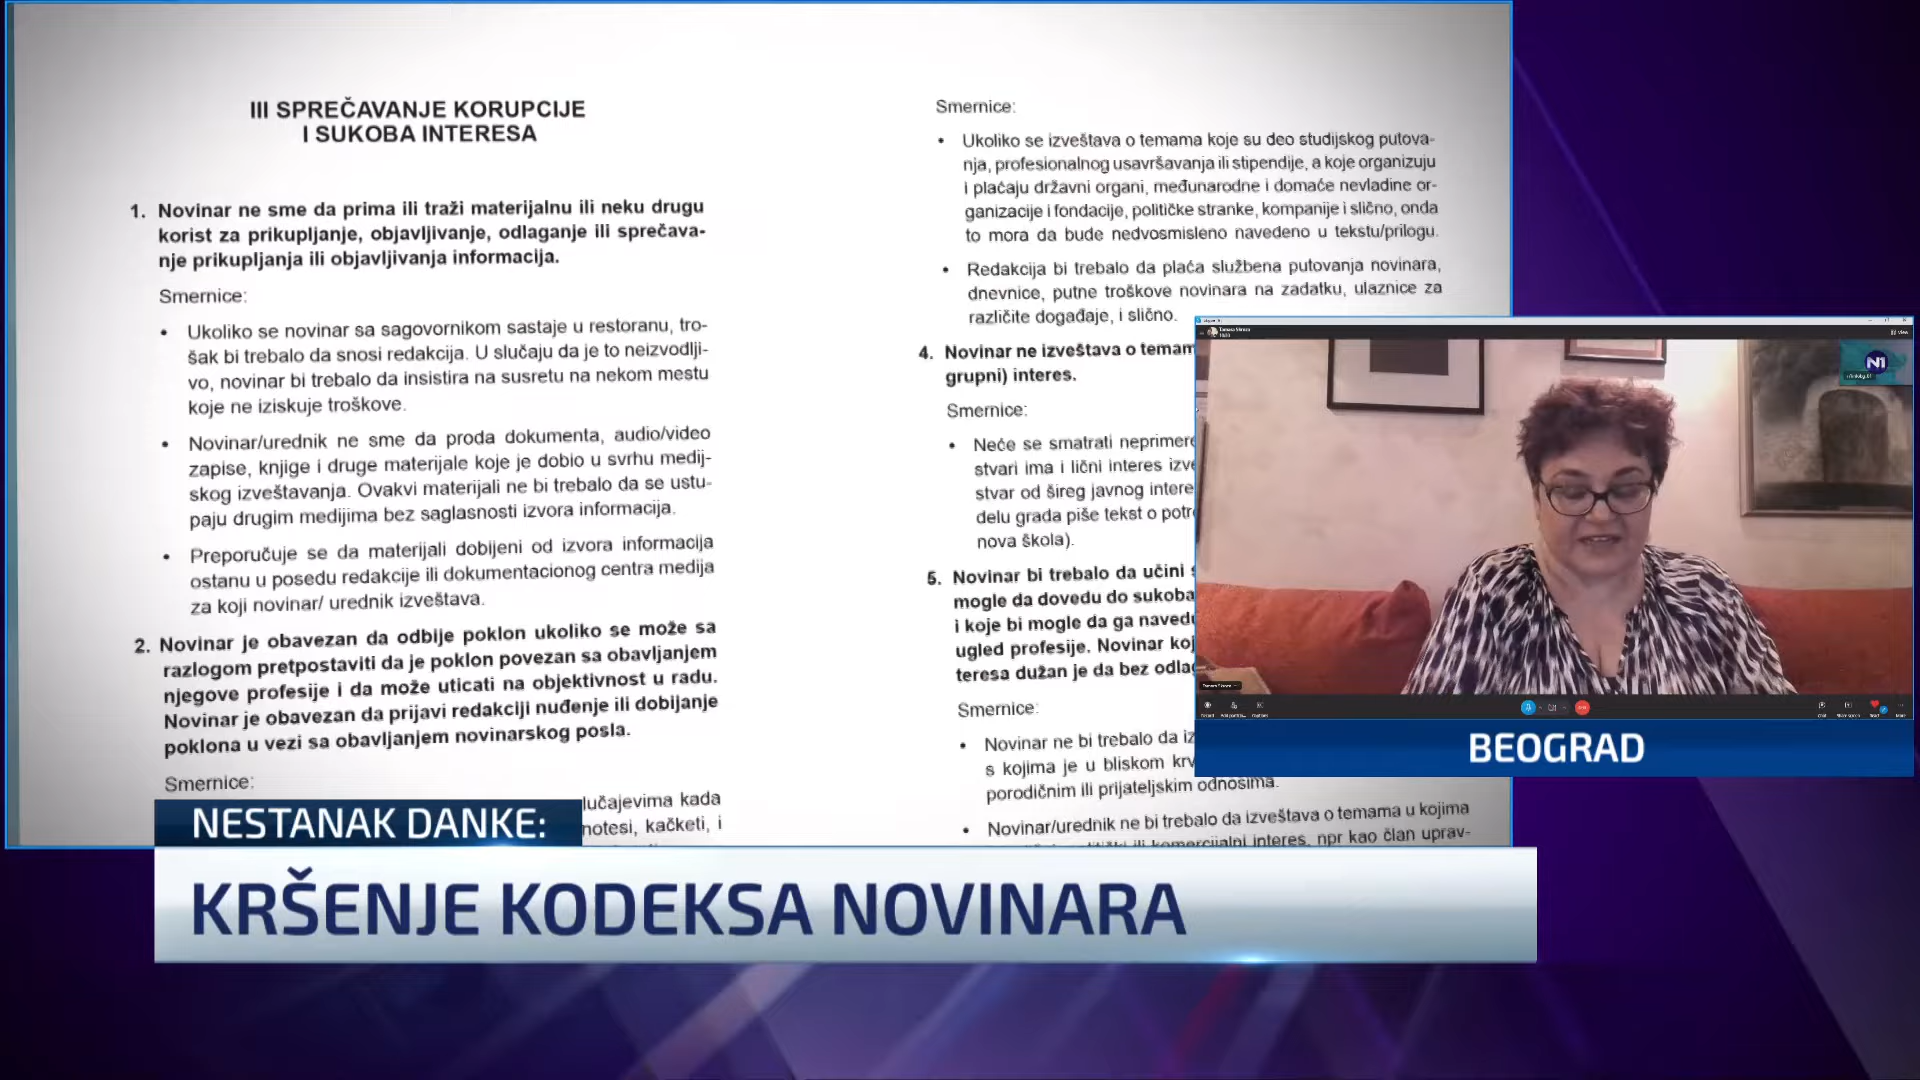 III SPREČAVANJE KORUPCIJE
I SUKOBA INTERESA
1. Novinar ne sme da prima ili traži materijalnu ili neku drugu
korist za prikupljanje, objavljivanje, odlaganje ili sprečava-
nje prikupljanja ili objavljivanja informacija.
Smernice:
• Ukoliko se novinar sa sagovornikom sastaje u restoranu, tro-
šak bi trebalo da snosi redakcija. U slučaju da je to neizvodlji-
vo, novinar bi trebalo da insistira na susretu na nekom mestu
koje ne iziskuje troškove.
• Novinar/urednik ne sme da proda dokumenta, audio/video
zapise, knjige i druge materijale koje je dobio u svrhu medij-
skog izveštavanja. Ovakvi materijali ne bi trebalo da se ustu-
paju drugim medijima bez saglasnosti izvora informacija.
• Preporučuje se da materijali dobijeni od izvora informacija
ostanu u posedu redakcije ili dokumentacionog centra medija
za koji novinar/ urednik izveštava.
2. Novinar je obavezan da odbije poklon ukoliko se može sa
razlogom pretpostaviti da je poklon povezan sa obavljanjem
njegove profesije i da može uticati na objektivnost u radu.
Novinar je obavezan da prijavi redakciji nuđenje ili dobijanje
poklona u vezi sa obavljanjem novinarskog posla.
Smernice:
lučajevima kada
notesi, kačketi, i
Smernice:
• Ukoliko se izveštava o temama koje su deo studijskog putova-
nja, profesionalnog usavršavanja ili stipendije, a koje organizuju
i plaćaju državni organi, međunarodne i domaće nevladine or-
ganizacije i fondacije, političke stranke, kompanije i slično, onda
to mora da bude nedvosmisleno navedeno u tekstu/prilogu.
• Redakcija bi trebalo da plaća službena putovanja novinara,
dnevnice, putne troškove novinara na zadatku, ulaznice za
različite događaje, i slično.
4. Novinar ne izveštava o temam
grupni) interes.
Smernice:
• Neće se smatrati neprimere
stvari ima i lični interes izve
stvar od šireg javnog intere
delu grada piše tekst o potre
nova škola).
5. Novinar bi trebalo da učini s
mogle da dovedu do sukoba
i koje bi mogle da ga navedu
ugled profesije. Novinar koj
teresa dužan je da bez odlag
Smernice:
• Novinar ne bi trebalo da iz
s kojima je u bliskom krv
porodičnim ili prijateljskim odnosima.
• Novinar/urednik ne bi trebalo da izveštava o temama u kojima
ili komercijalni interes, npr kao član uprav-
N1
BEOGRAD
NESTANAK DANKE:
KRŠENJE KODEKSA NOVINARA